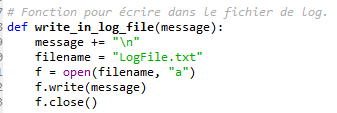 # Fonction pour écrire dans le fichier de log.
def write_in_log_file(message):
    message += "\n"
    filename = "LogFile.txt"
    f = open(filename, "a")
    f.write(message)
    f.close()